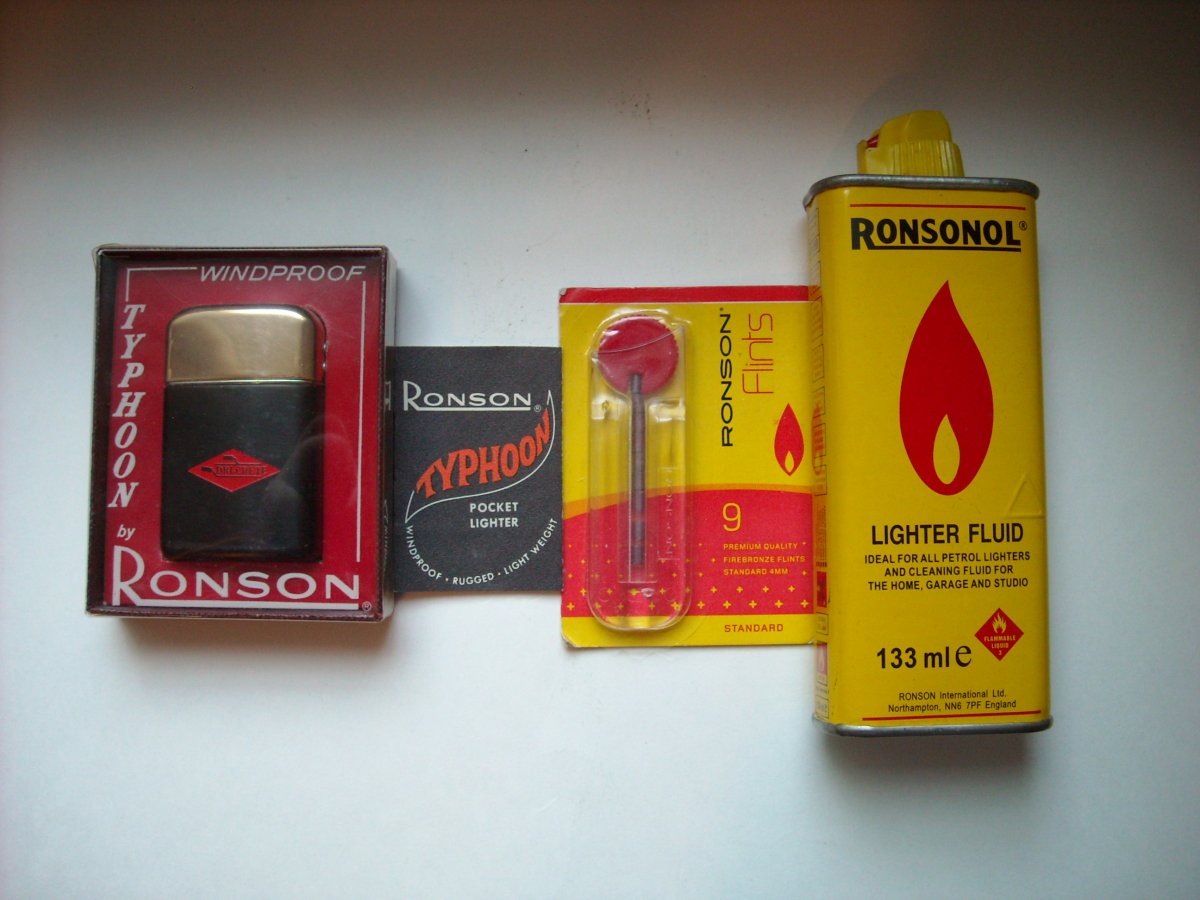 WINDPROOF
TYPHOON
by
RONSON®
RONSON®
TYPHOON
POCKET
LIGHTER
WINDPROOF · RUGGED · LIGHT WEIGHT
RONSON®
Flints
9
PREMIUM QUALITY
FIREBRONZE FLINTS
STANDARD 4MM
STANDARD
RONSONOL®
LIGHTER FLUID
IDEAL FOR ALL PETROL LIGHTERS
AND CLEANING FLUID FOR
THE HOME, GARAGE AND STUDIO
133 ml e
FLAMMABLE
LIQUID
3
RONSON International Ltd.
Northampton, NN6 7PF England